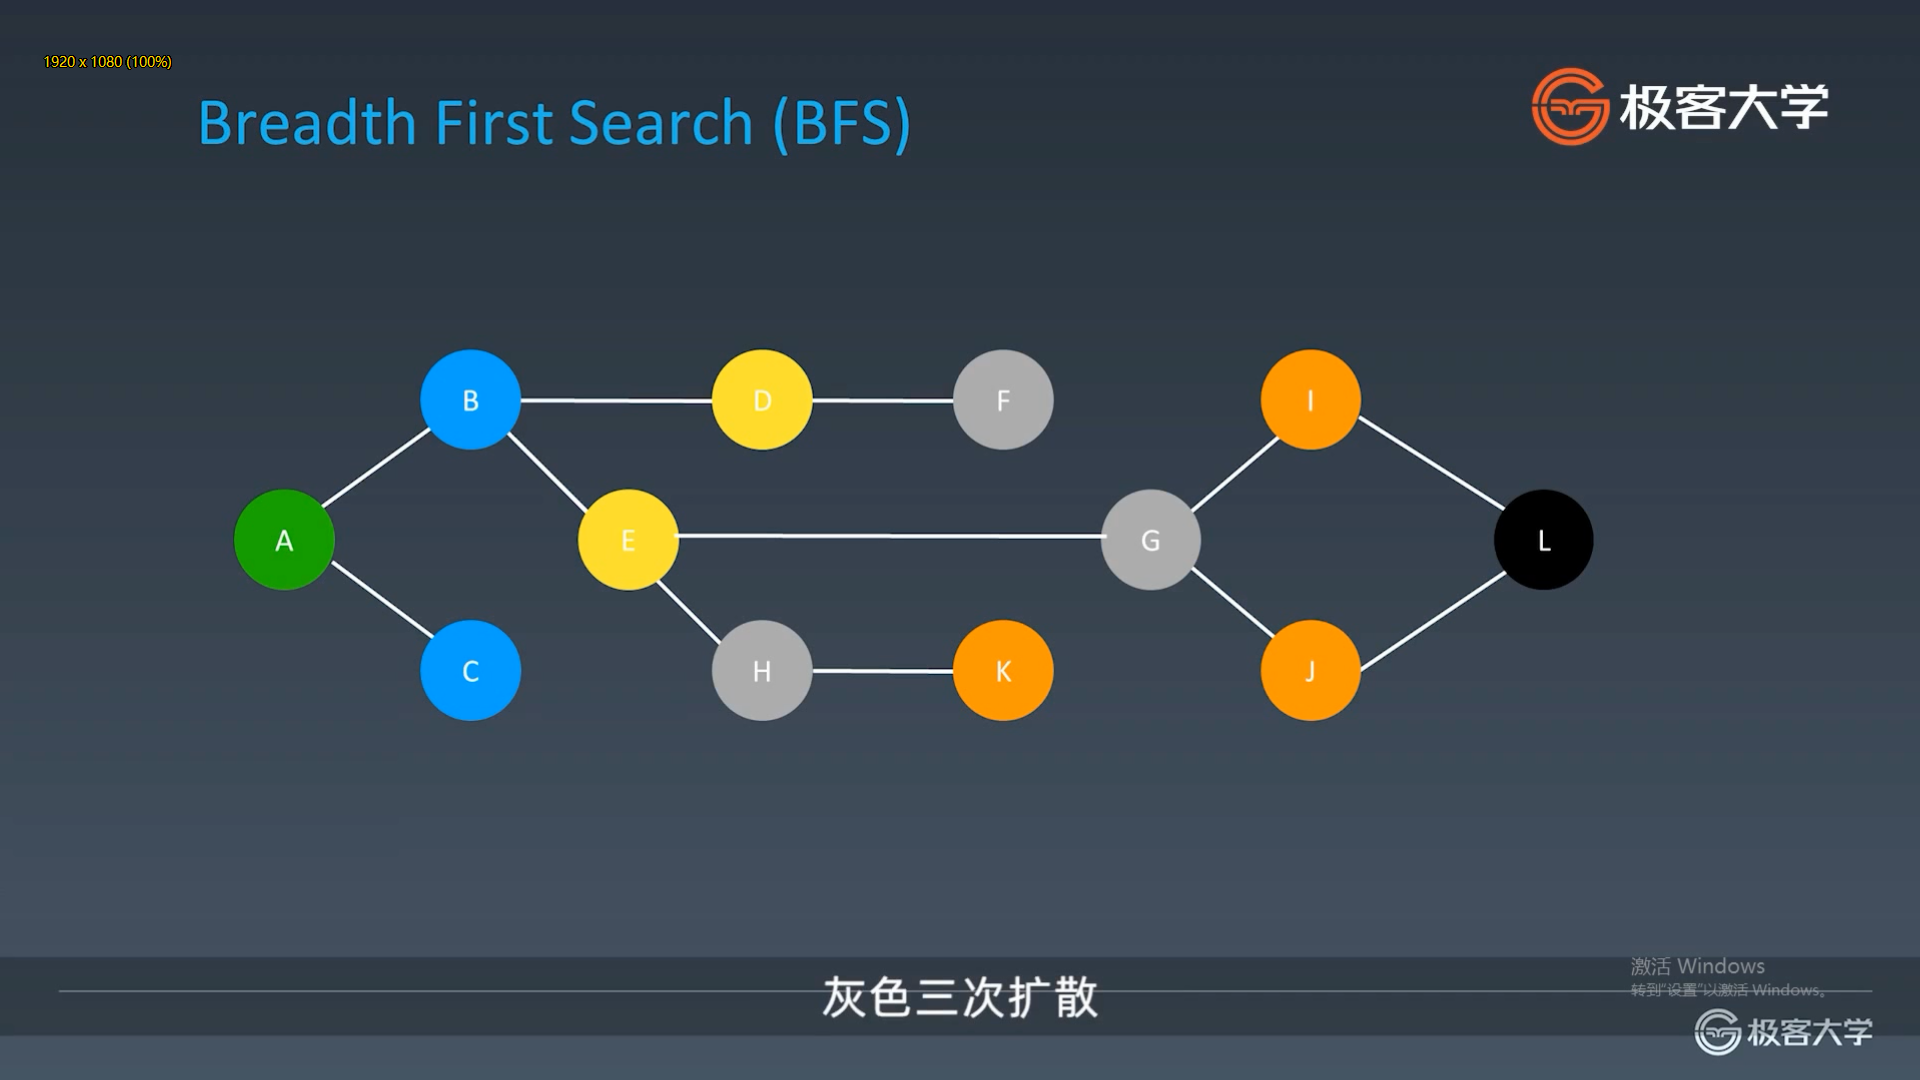 1920 x 1080 (100%)
极客大学
Breadth First Search (BFS)
B D F I
A E G L
C H K J
灰色三次扩散
激活 Windows
转到“设置”以激活 Windows。
极客大学